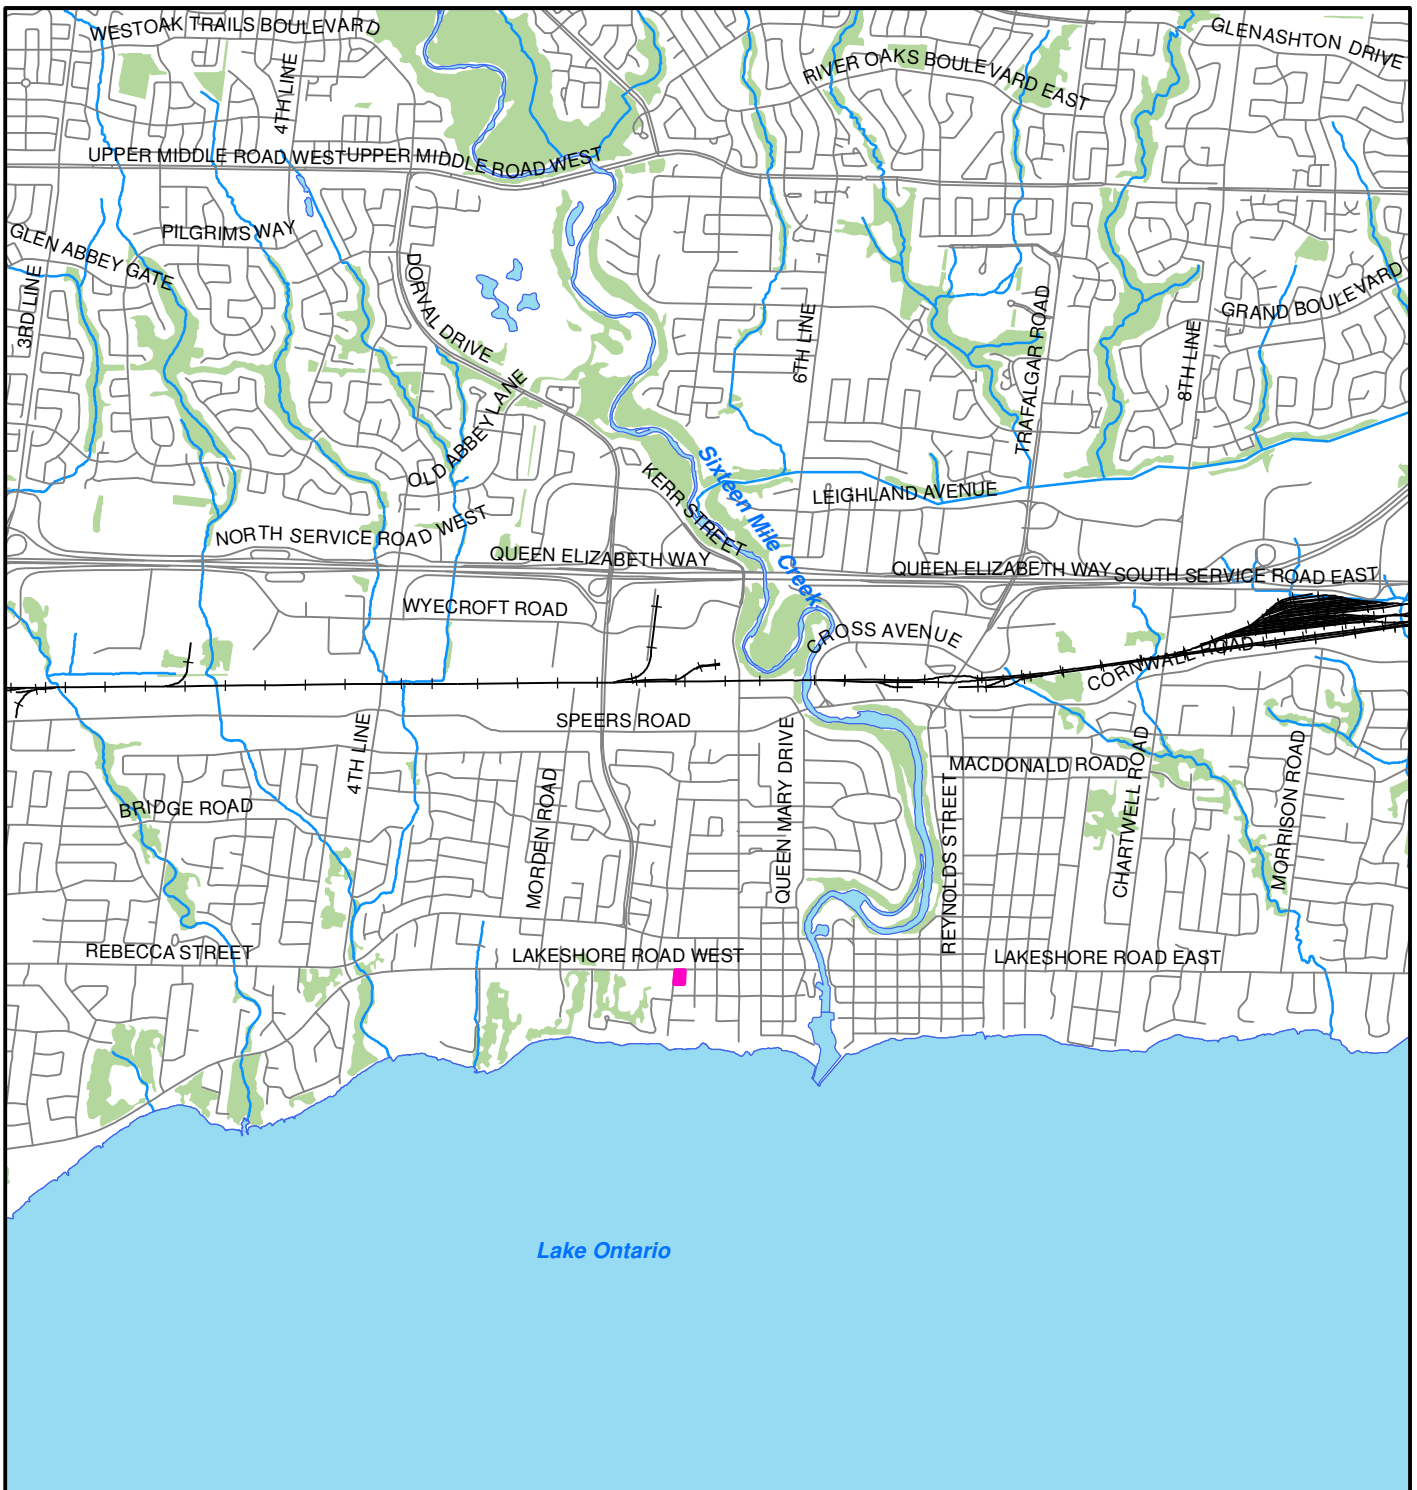 WESTOAK TRAILS BOULEVARD
GLENASHTON DRIVE
RIVER OAKS BOULEVARD EAST
4TH LINE
UPPER MIDDLE ROAD WEST
UPPER MIDDLE ROAD WEST
PILGRIMS WAY
GLEN ABBEY GATE
3RD LINE
DORVAL DRIVE
6TH LINE
TRAFALGAR ROAD
8TH LINE
GRAND BOULEVARD
OLD ABBEY LANE
KERR STREET
Sixteen Mile Creek
LEIGHLAND AVENUE
NORTH SERVICE ROAD WEST
QUEEN ELIZABETH WAY
QUEEN ELIZABETH WAY
SOUTH SERVICE ROAD EAST
WYECROFT ROAD
CROSS AVENUE
CORNWALL ROAD
SPEERS ROAD
4TH LINE
QUEEN MARY DRIVE
MACDONALD ROAD
CHARTWELL ROAD
MORRISON ROAD
BRIDGE ROAD
MORDEN ROAD
REYNOLDS STREET
REBECCA STREET
LAKESHORE ROAD WEST
LAKESHORE ROAD EAST
Lake Ontario